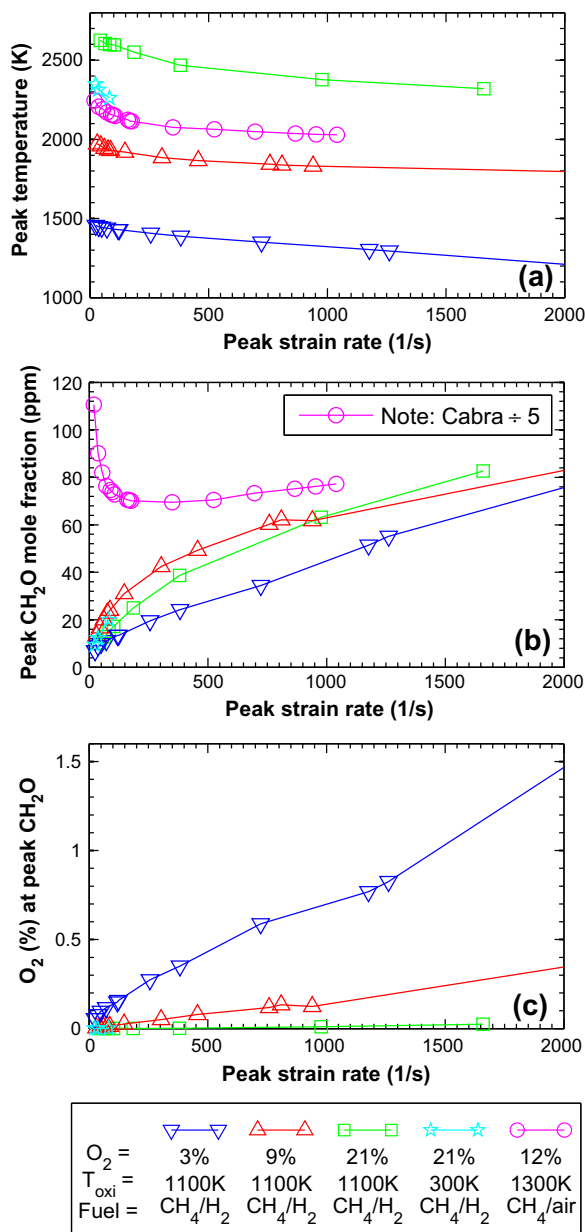 Peak temperature (K)
2500
2000
1500
1000
0 500 1000 1500 2000
Peak strain rate (1/s)
(a)
Peak CH2O mole fraction (ppm)
120
100
80
60
40
20
0
Note: Cabra ÷ 5
0 500 1000 1500 2000
Peak strain rate (1/s)
(b)
O2 (%) at peak CH2O
1.5
1
0.5
0
0 500 1000 1500 2000
Peak strain rate (1/s)
(c)
O2 = 3% 9% 21% 21% 12%
Toxi = 1100K 1100K 1100K 300K 1300K
Fuel = CH4/H2 CH4/H2 CH4/H2 CH4/H2 CH4/air